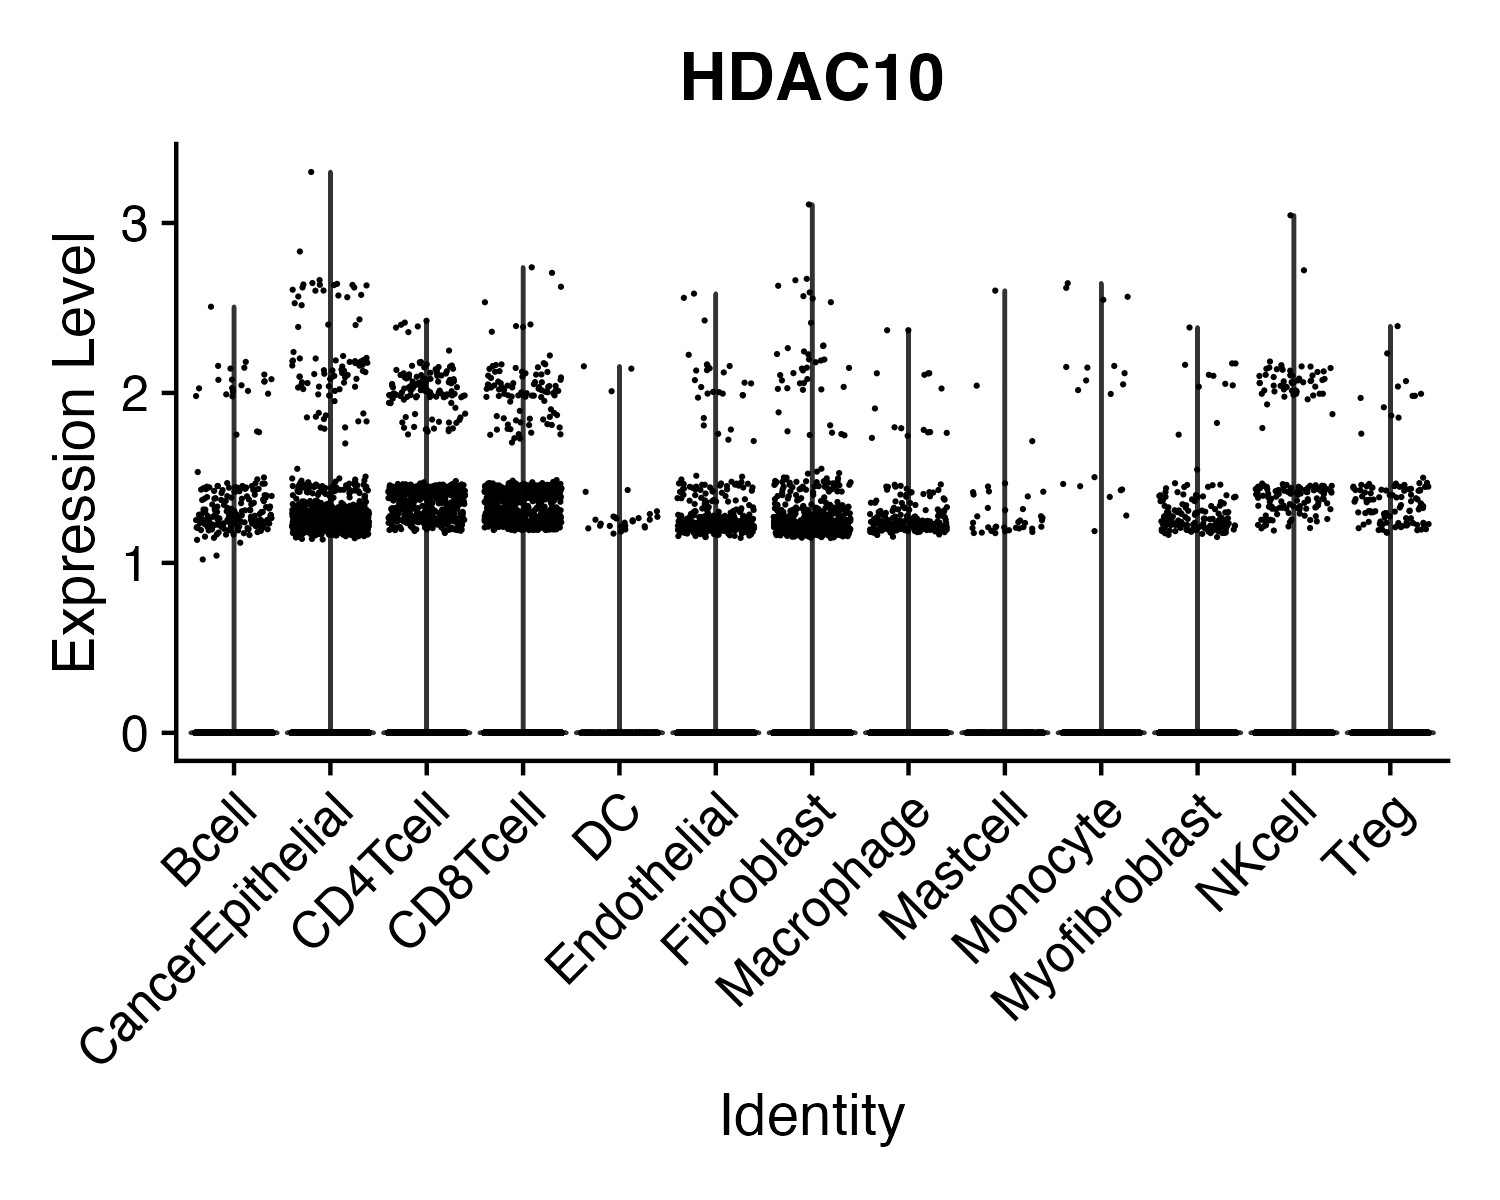 HDAC10
Expression Level
3
2
1
0
Bcell
CancerEpithelial
CD4Tcell
CD8Tcell
DC
Endothelial
Fibroblast
Macrophage
Mastcell
Monocyte
Myofibroblast
NKcell
Treg
Identity